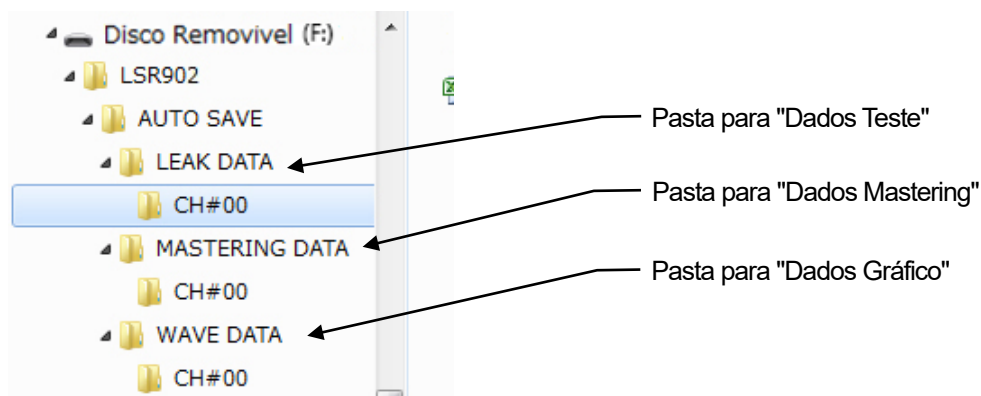 Disco Removivel (F:)
LSR902
AUTO SAVE
LEAK DATA
CH#00
MASTERING DATA
CH#00
WAVE DATA
CH#00
Pasta para "Dados Teste"
Pasta para "Dados Mastering"
Pasta para "Dados Gráfico"